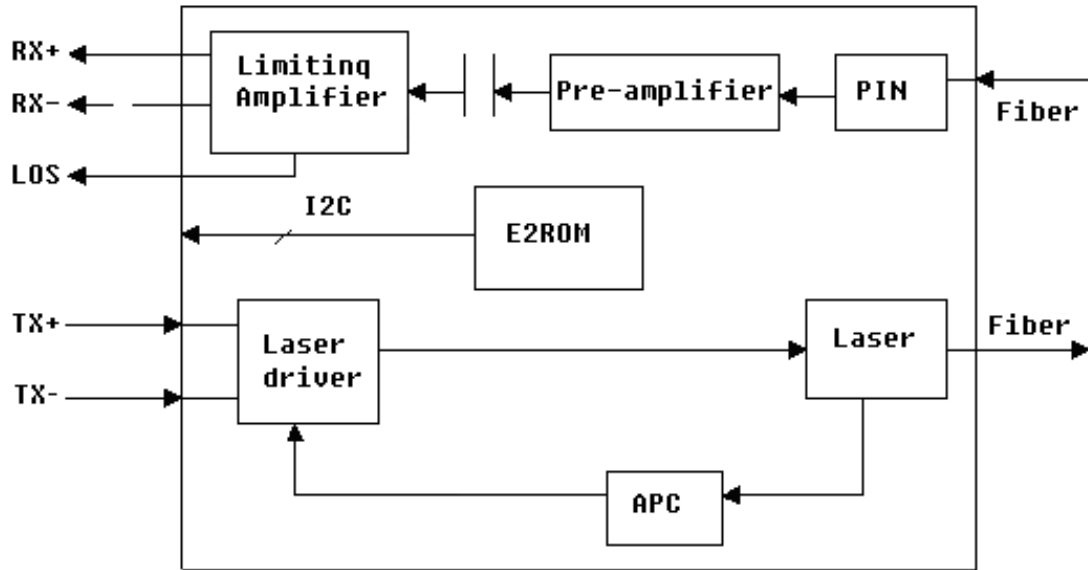 RX+
RX-
LOS
Limitinq
Amplifier
Pre-amplifier
PIN
Fiber
I2C
E2ROM
TX+
TX-
Laser
driver
Laser
Fiber
APC